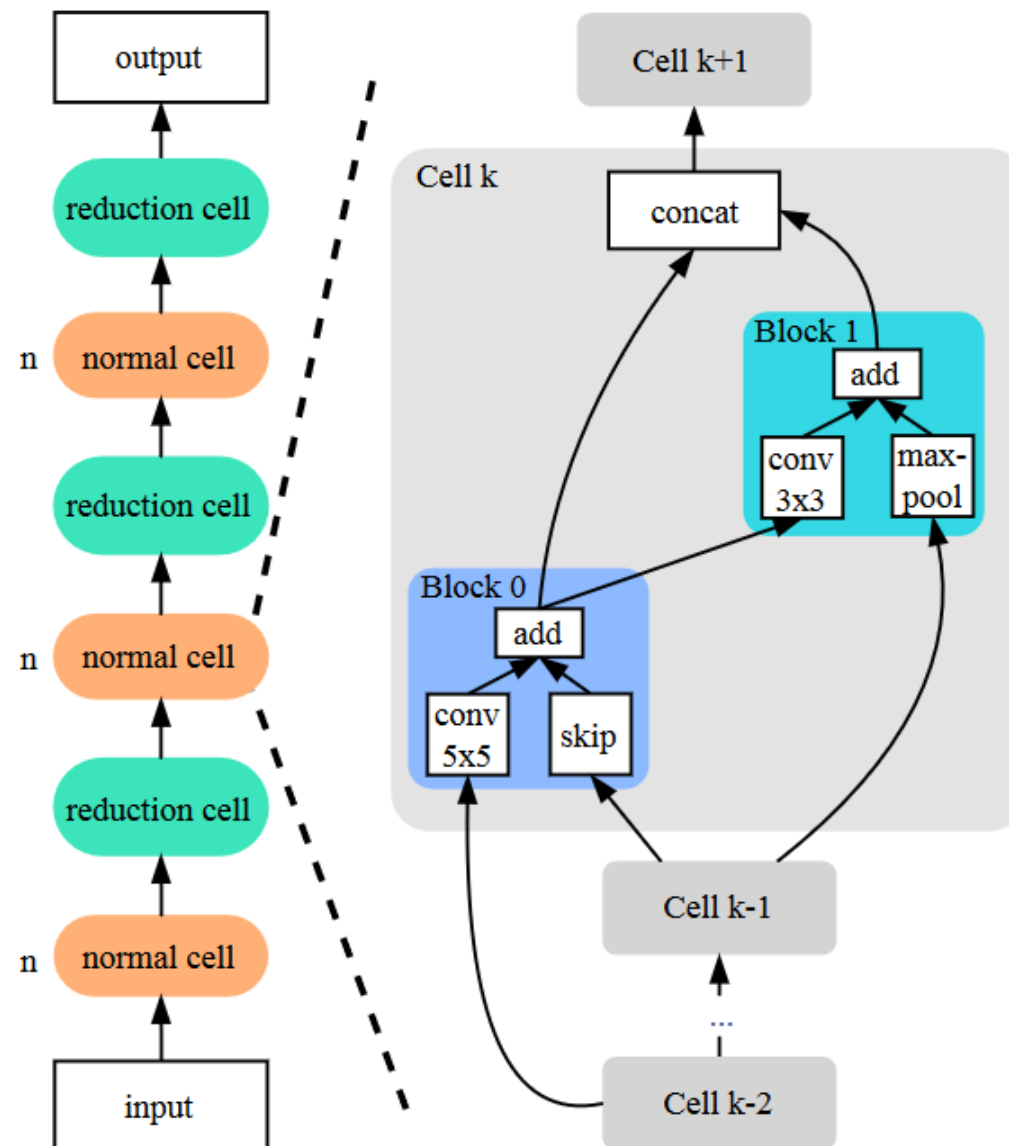 output
reduction cell
n
normal cell
reduction cell
n
normal cell
reduction cell
n
normal cell
input
Cell k+1
Cell k
concat
Block 1
add
conv
3x3
max-
pool
Block 0
add
conv
5x5
skip
Cell k-1
...
Cell k-2